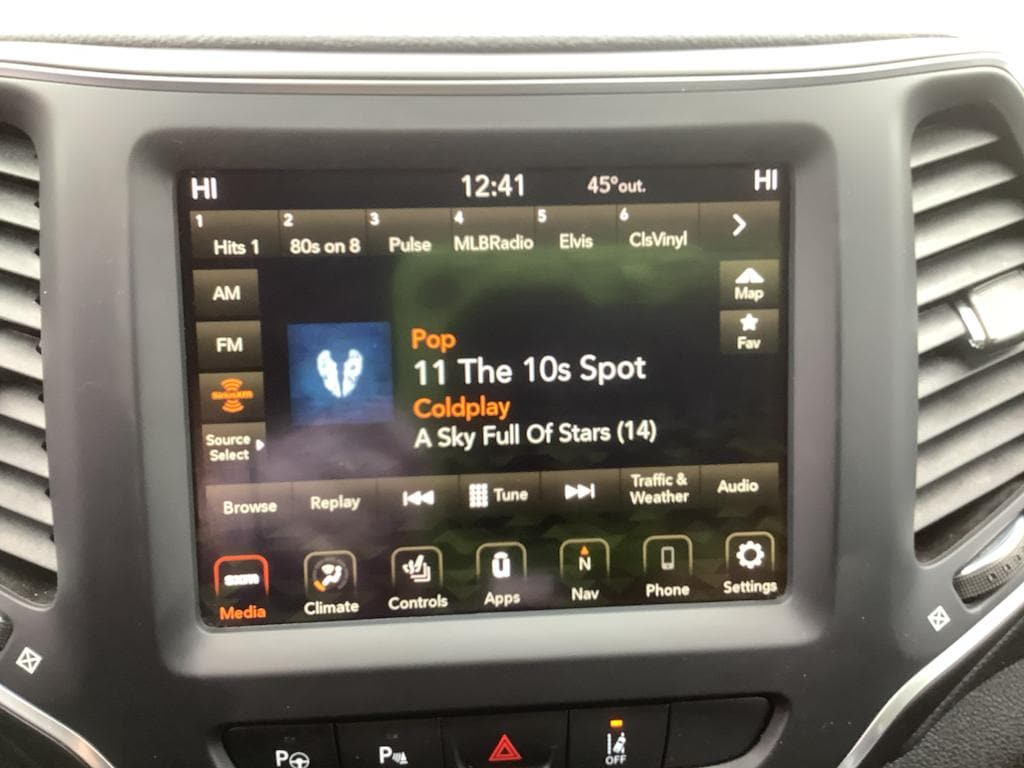 HI 12:41 45°out. HI
1 2 3 4 5 6
Hits 1 80s on 8 Pulse MLBRadio Elvis ClsVinyl
AM
Map
FM
Fav
Pop
11 The 10s Spot
SiriusXM
Coldplay
A Sky Full Of Stars (14)
Source
Select
Browse Replay Tune Traffic &
Weather Audio
sxm N
Media Climate Controls Apps Nav Phone Settings
P P OFF